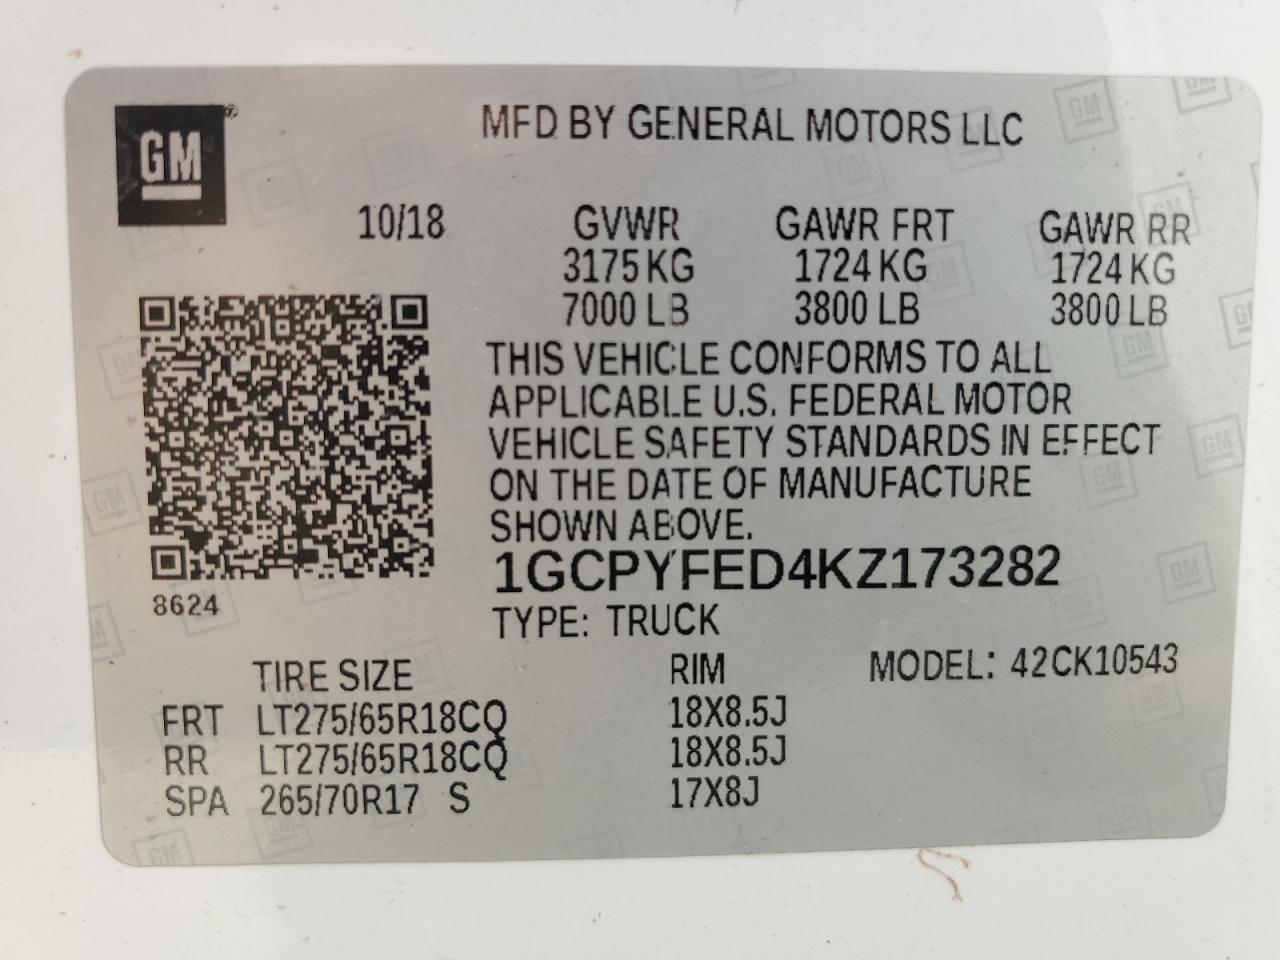 GM ®
MFD BY GENERAL MOTORS LLC
10/18 GVWR GAWR FRT GAWR RR
3175 KG 1724 KG 1724 KG
7000 LB 3800 LB 3800 LB
THIS VEHICLE CONFORMS TO ALL
APPLICABLE U.S. FEDERAL MOTOR
VEHICLE SAFETY STANDARDS IN EFFECT
ON THE DATE OF MANUFACTURE
SHOWN ABOVE.
1GCPYFED4KZ173282
8624
TYPE: TRUCK
TIRE SIZE RIM MODEL: 42CK10543
FRT LT275/65R18CQ 18X8.5J
RR LT275/65R18CQ 18X8.5J
SPA 265/70R17 S 17X8J